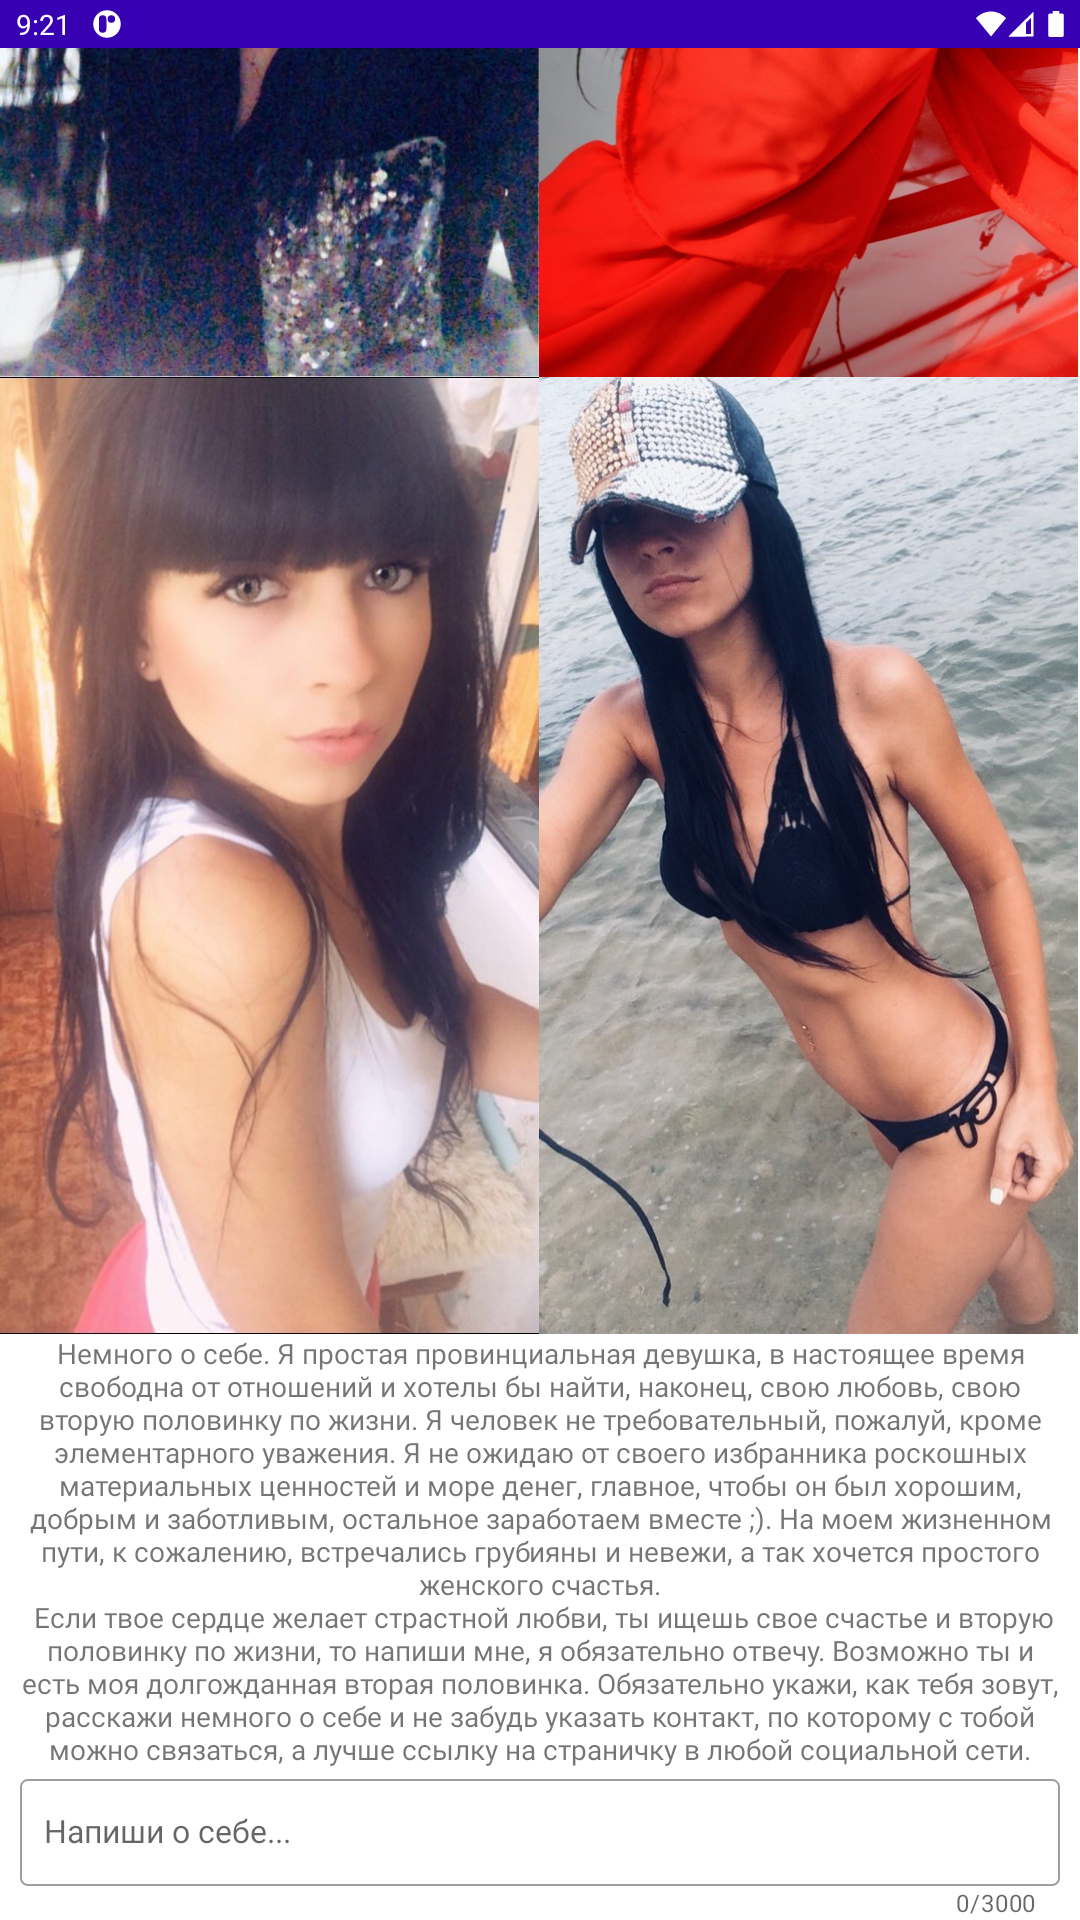 9:21
Немного о себе. Я простая провинциальная девушка, в настоящее время
свободна от отношений и хотелы бы найти, наконец, свою любовь, свою
вторую половинку по жизни. Я человек не требовательный, пожалуй, кроме
элементарного уважения. Я не ожидаю от своего избранника роскошных
материальных ценностей и море денег, главное, чтобы он был хорошим,
добрым и заботливым, остальное заработаем вместе ;). На моем жизненном
пути, к сожалению, встречались грубияны и невежи, а так хочется простого
женского счастья.
Если твое сердце желает страстной любви, ты ищешь свое счастье и вторую
половинку по жизни, то напиши мне, я обязательно отвечу. Возможно ты и
есть моя долгожданная вторая половинка. Обязательно укажи, как тебя зовут,
расскажи немного о себе и не забудь указать контакт, по которому с тобой
можно связаться, а лучше ссылку на страничку в любой социальной сети.
Напиши о себе...
0/3000